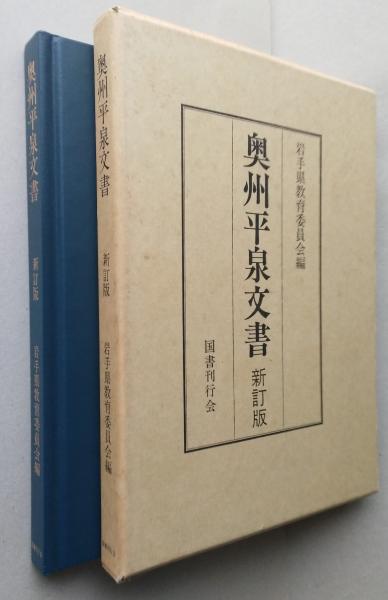 岩手県教育委員会編
奥州平泉文書 新訂版
国書刊行会
奥州平泉文書 新訂版 岩手県教育委員会編
奥州平泉文書 新訂版 岩手県教育委員会編